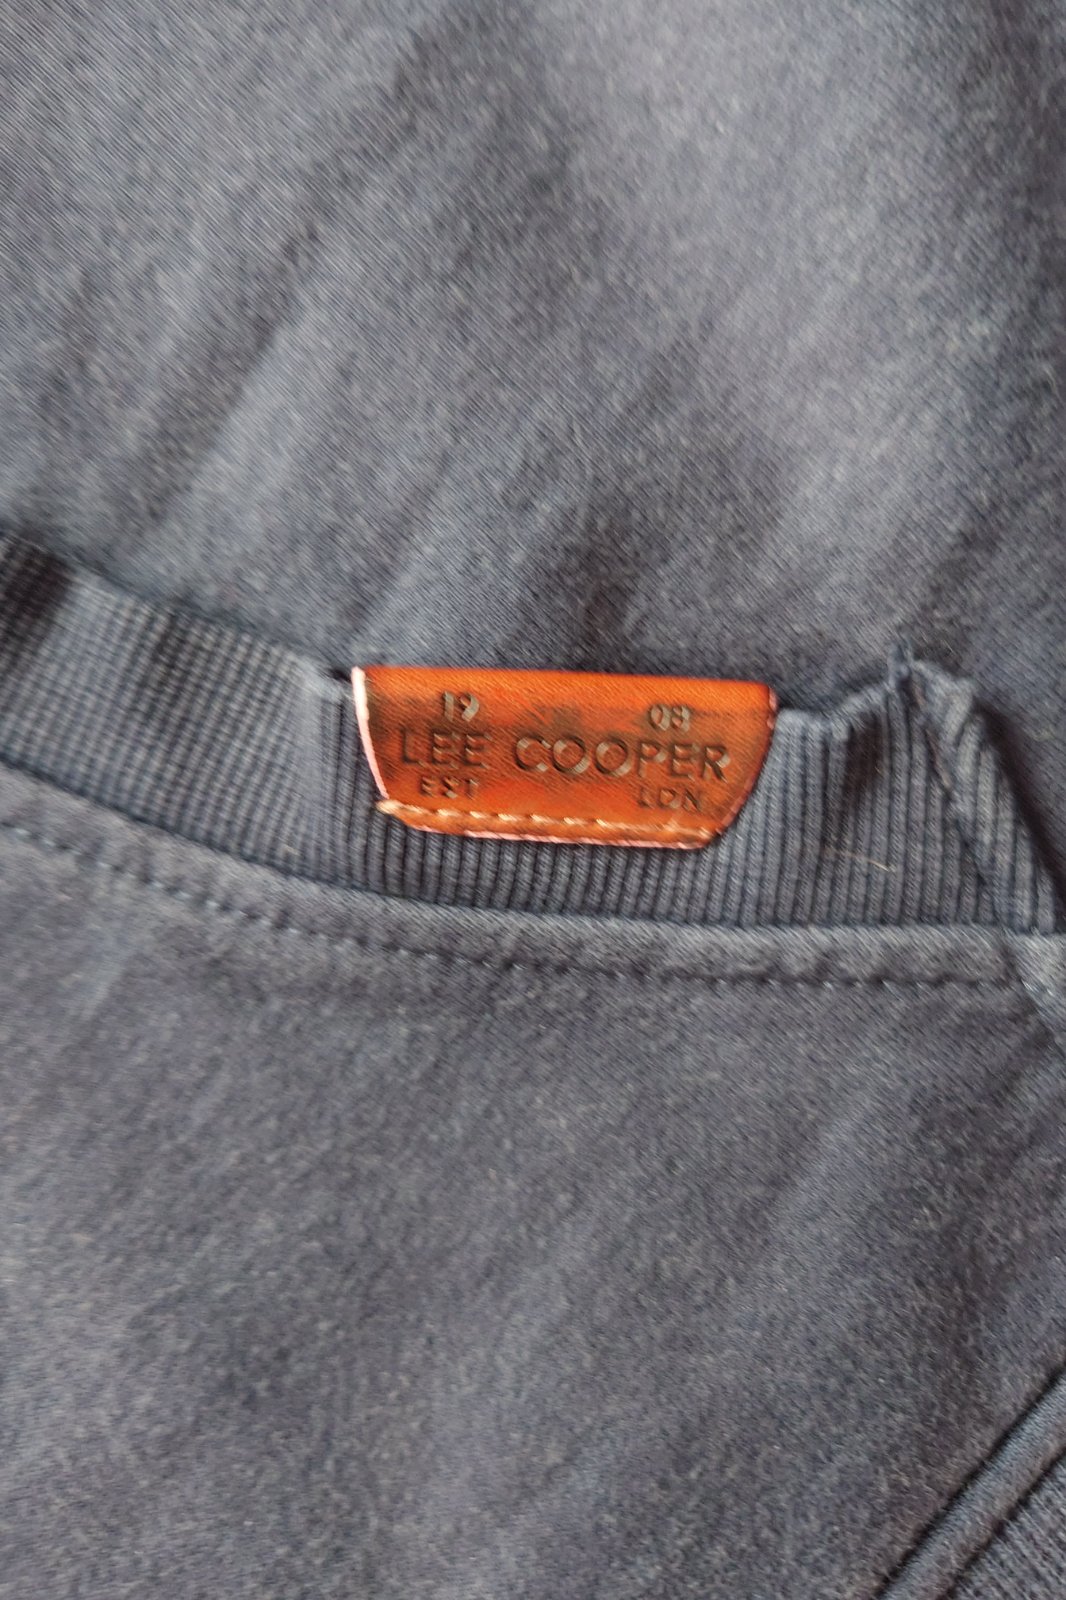 19 08
LEE COOPER
EST LDN